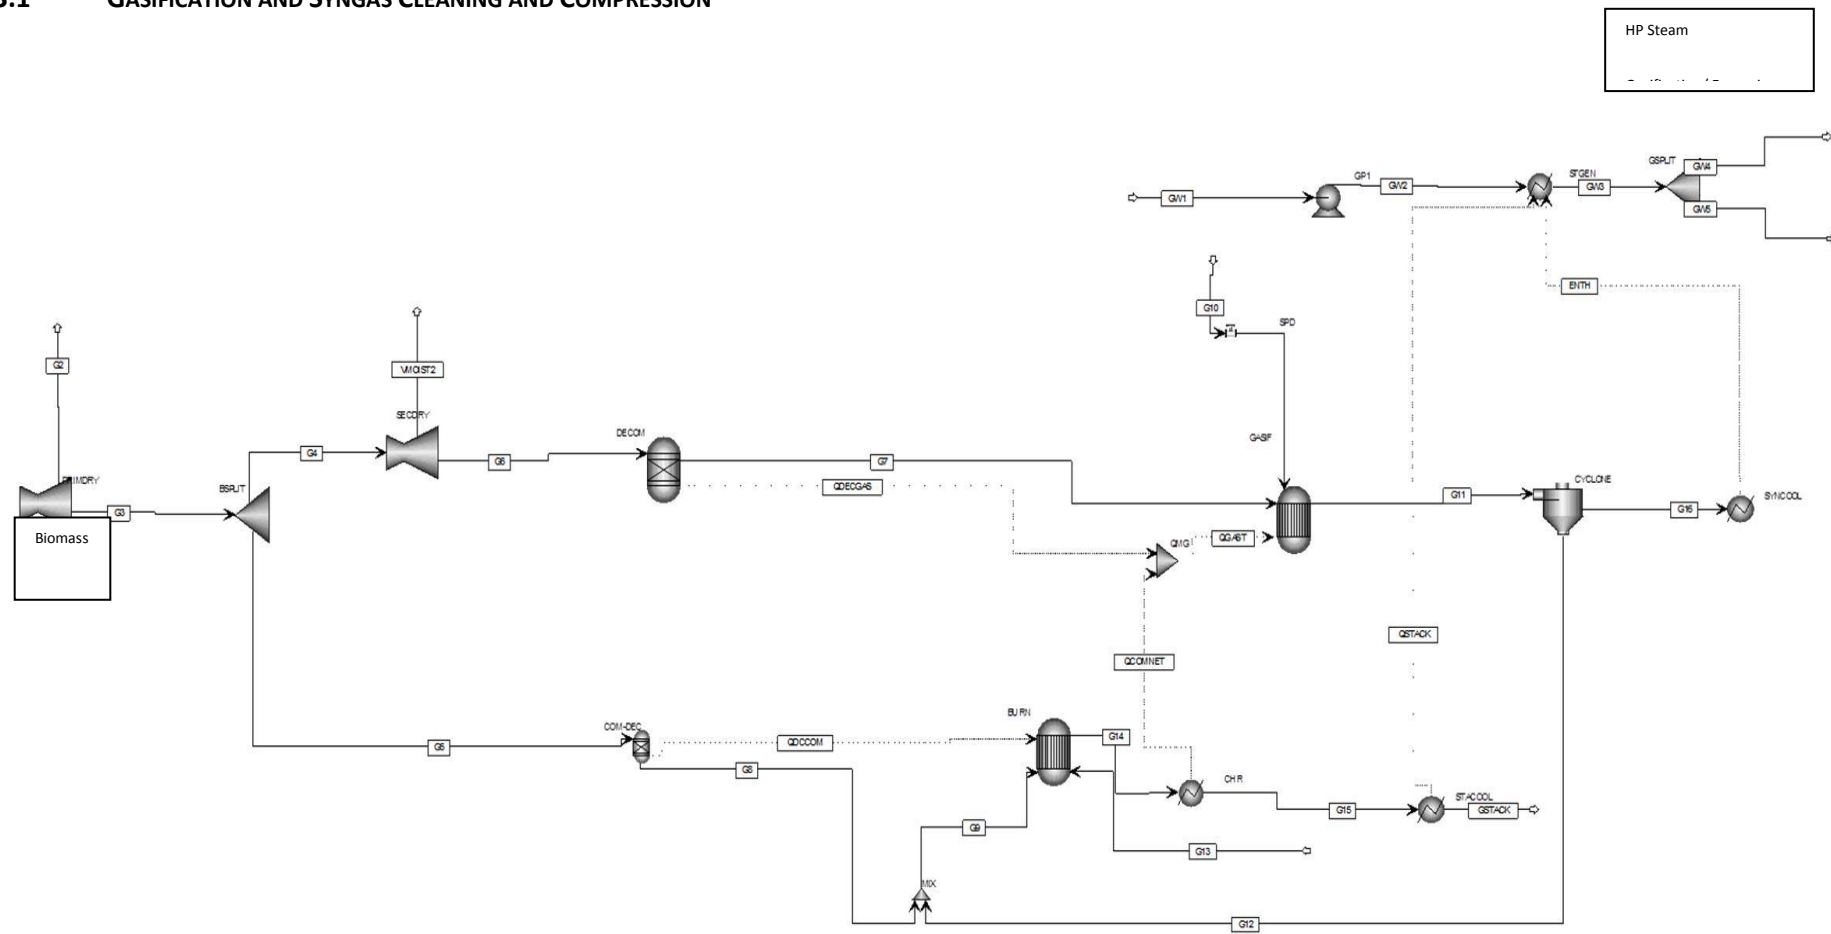 GASIFICATION AND SYNGAS CLEANING AND COMPRESSION
HP Steam
GSPLIT
GW4
GP1
STGEN
GW1
GW2
GW3
GW5
G10
SPD
ENTH
G2
VMOIST2
SECDRY
DECOM
GASIF
G4
G6
G7
QDECGAS
G11
CYCLONE
SYNCOOL
G16
BSPLIT
G3
Biomass
QMG
QGAST
QCOMNET
QSTACK
COM-DEC
BURN
G5
QDCCOM
G14
G8
CHR
G15
STACOOL
GSTACK
G9
G13
MIX
G12